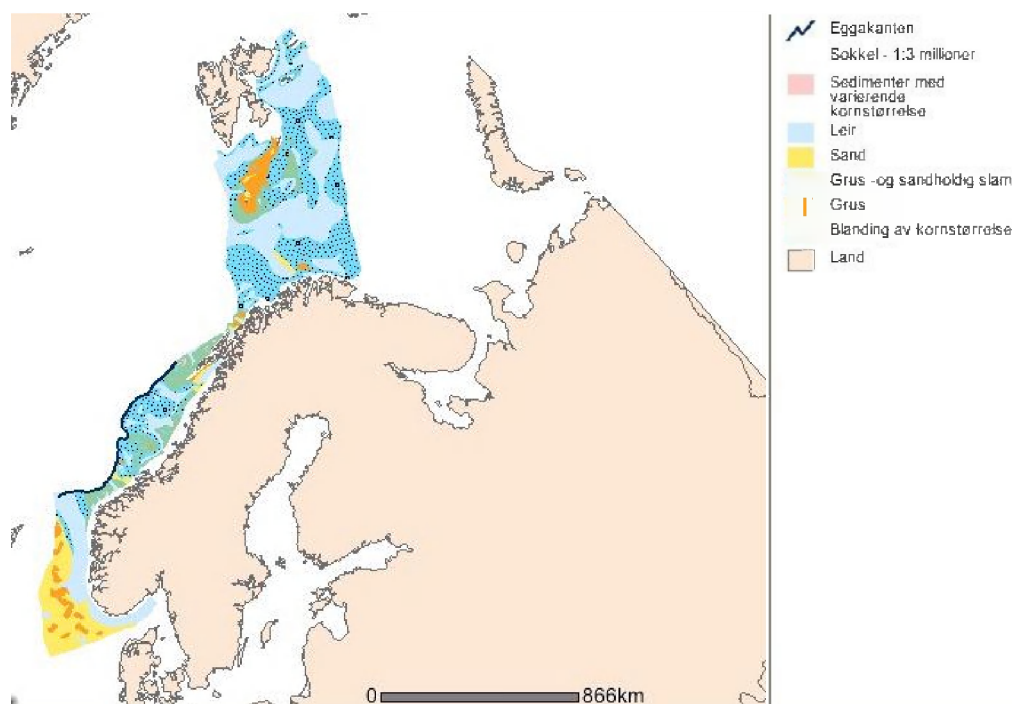 Eggakanten
Sokkel - 1:3 millioner
Sedimenter med
varierende
kornstørrelse
Leir
Sand
Grus -og sandholdig slam
Grus
Blanding av kornstørrelse
Land
0 866km